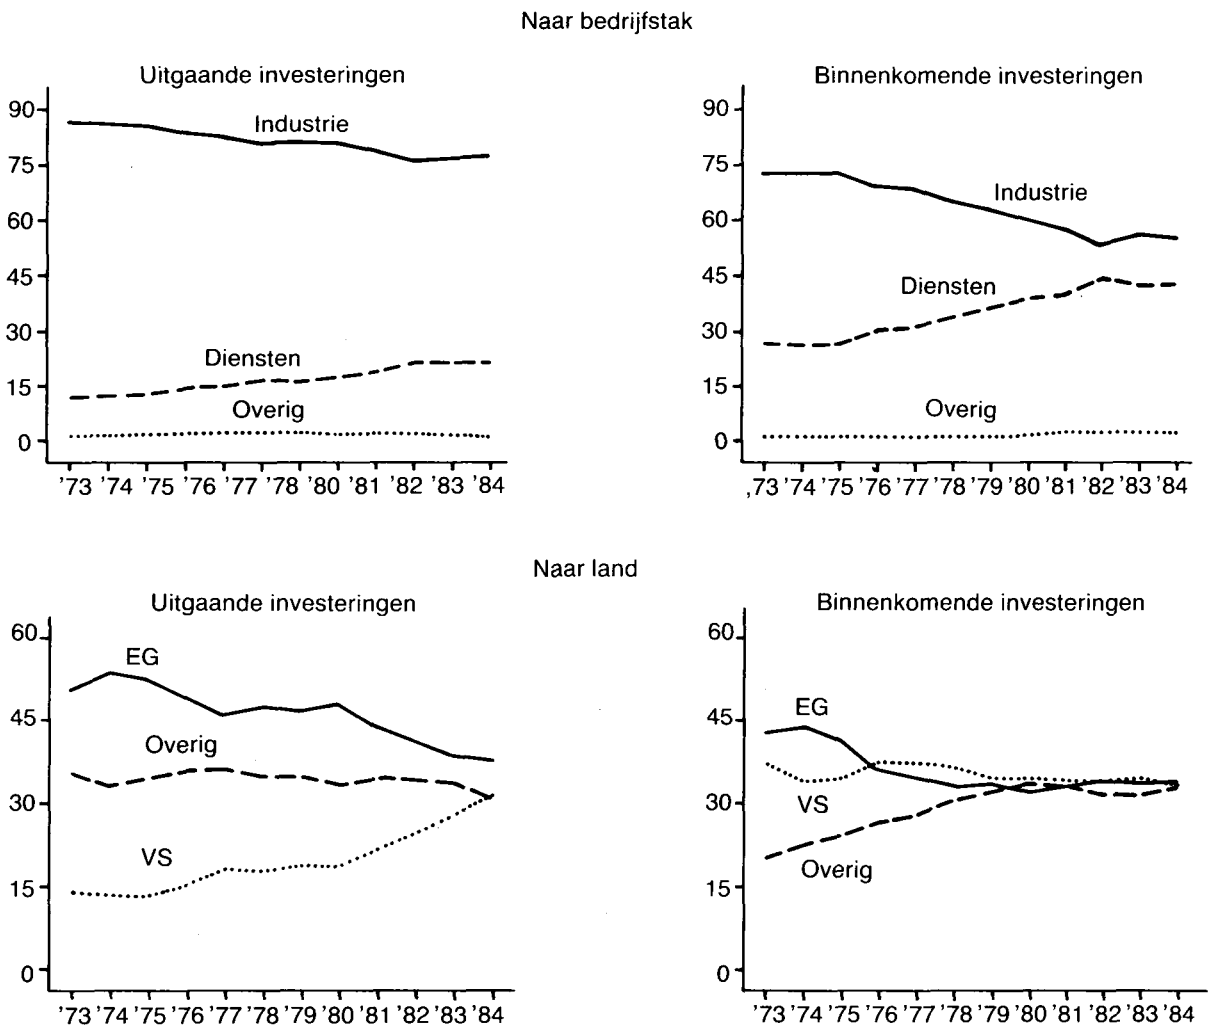 Naar bedrijfstak
Uitgaande investeringen
90
75
60
45
30
15
0
Industrie
Diensten
Overig
'73 '74 '75 '76 '77 '78 '79 '80 '81 '82 '83 '84
Binnenkomende investeringen
90
75
60
45
30
15
0
Industrie
Diensten
Overig
,73 '74 '75 '76 '77 '78 '79 '80 '81 '82 '83 '84
Naar land
Uitgaande investeringen
60
45
30
15
0
EG
Overig
VS
'73 '74 '75 '76 '77 '78 '79 '80 '81 '82 '83 '84
Binnenkomende investeringen
60
45
30
15
0
EG
VS
Overig
'73 '74 '75 '76 '77 '78 '79 '80 '81 '82 '83 '84